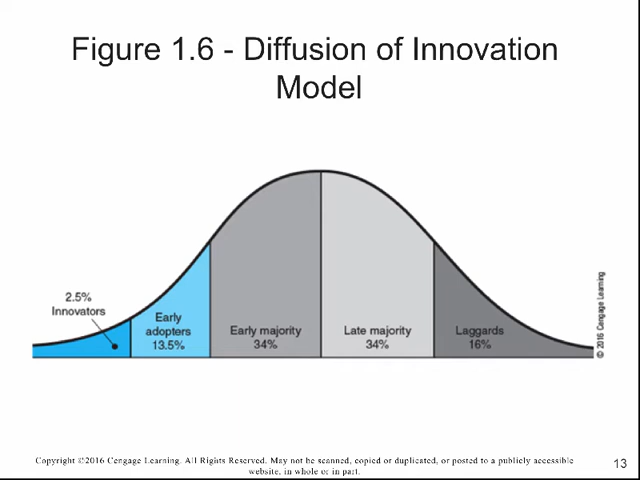 Figure 1.6 - Diffusion of Innovation
Model
2.5%
Innovators
Early
adopters
13.5%
Early majority
34%
Late majority
34%
Laggards
16%
© 2016 Cengage Learning
Copyright ©2016 Cengage Learning. All Rights Reserved. May not be scanned, copied or duplicated, or posted to a publicly accessible
website, in whole or in part.
13